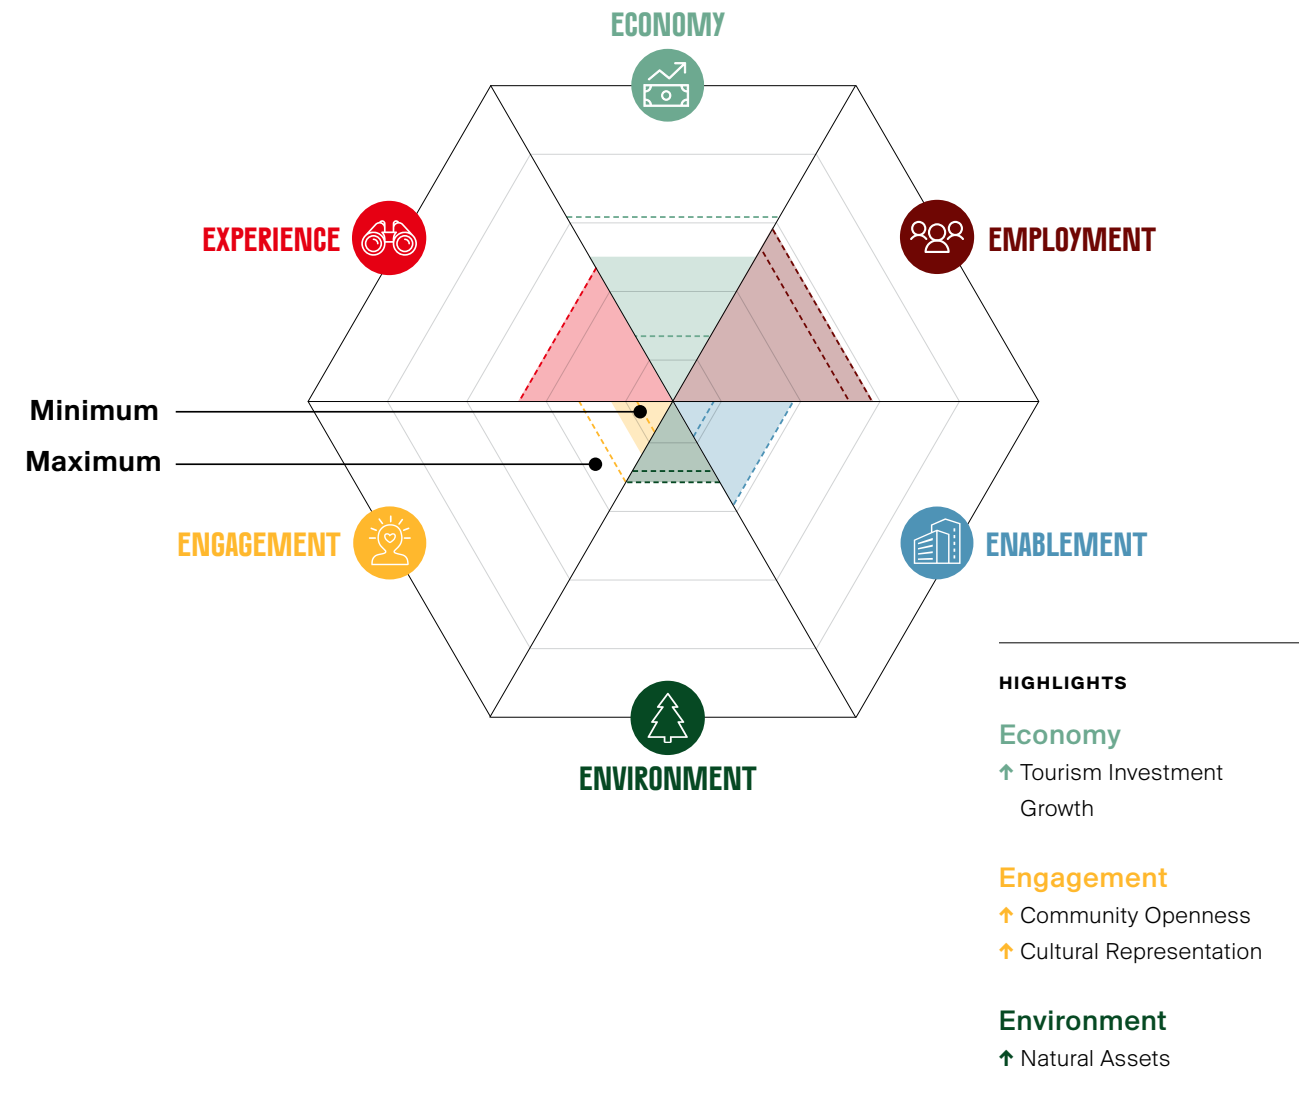 ECONOMY
EXPERIENCE
EMPLOYMENT
Minimum
Maximum
ENGAGEMENT
ENABLEMENT
ENVIRONMENT
HIGHLIGHTS
Economy
↑ Tourism Investment
Growth
Engagement
↑ Community Openness
↑ Cultural Representation
Environment
↑ Natural Assets